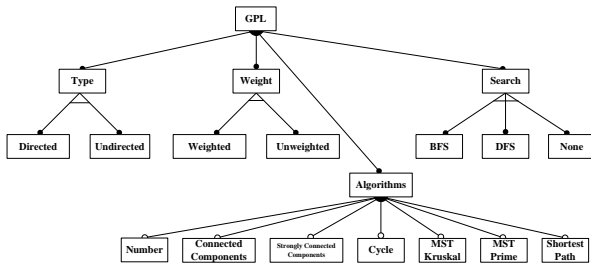 GPL
Type
Weight
Search
Directed
Undirected
Weighted
Unweighted
BFS
DFS
None
Algorithms
Number
Connected
Components
Strongly Connected
Components
Cycle
MST
Kruskal
MST
Prime
Shortest
Path